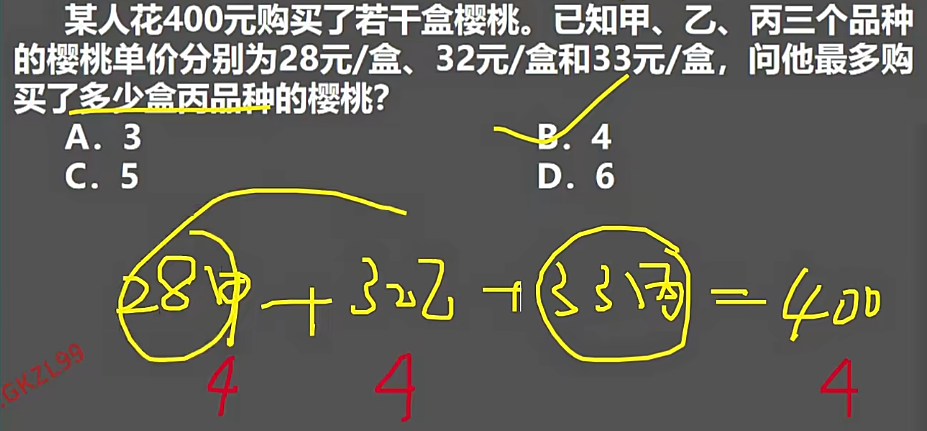 某人花400元购买了若干盒樱桃。已知甲、乙、丙三个品种
的樱桃单价分别为28元/盒、32元/盒和33元/盒，问他最多购
买了多少盒丙品种的樱桃？
A. 3
B. 4
C. 5
D. 6
28甲+32乙+33丙=400
4 4 4
.GKZL99